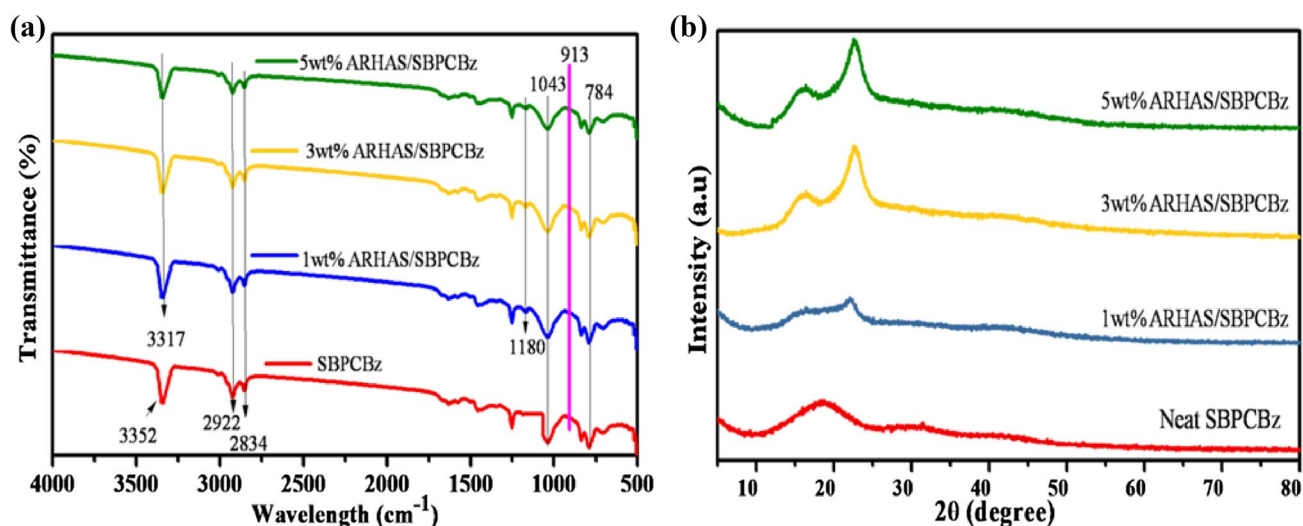 (a)
Transmittance (%)
5wt% ARHAS/SBPCBz
3wt% ARHAS/SBPCBz
1wt% ARHAS/SBPCBz
SBPCBz
913
1043
784
3317
1180
3352
2922
2834
4000 3500 3000 2500 2000 1500 1000 500
Wavelength (cm-1)
(b)
Intensity (a.u)
5wt% ARHAS/SBPCBz
3wt% ARHAS/SBPCBz
1wt% ARHAS/SBPCBz
Neat SBPCBz
10 20 30 40 50 60 70 80
2θ (degree)